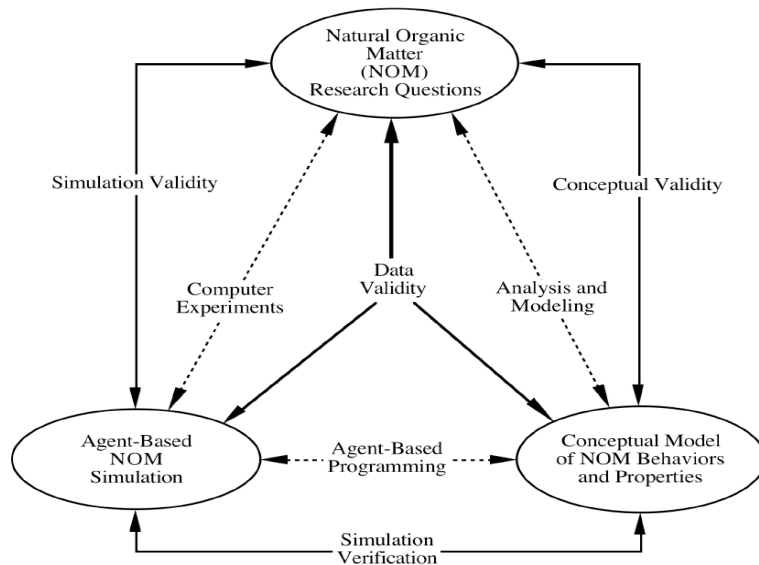 Natural Organic
Matter
(NOM)
Research Questions
Simulation Validity
Conceptual Validity
Computer
Experiments
Data
Validity
Analysis and
Modeling
Agent-Based
NOM
Simulation
Agent-Based
Programming
Conceptual Model
of NOM Behaviors
and Properties
Simulation
Verification